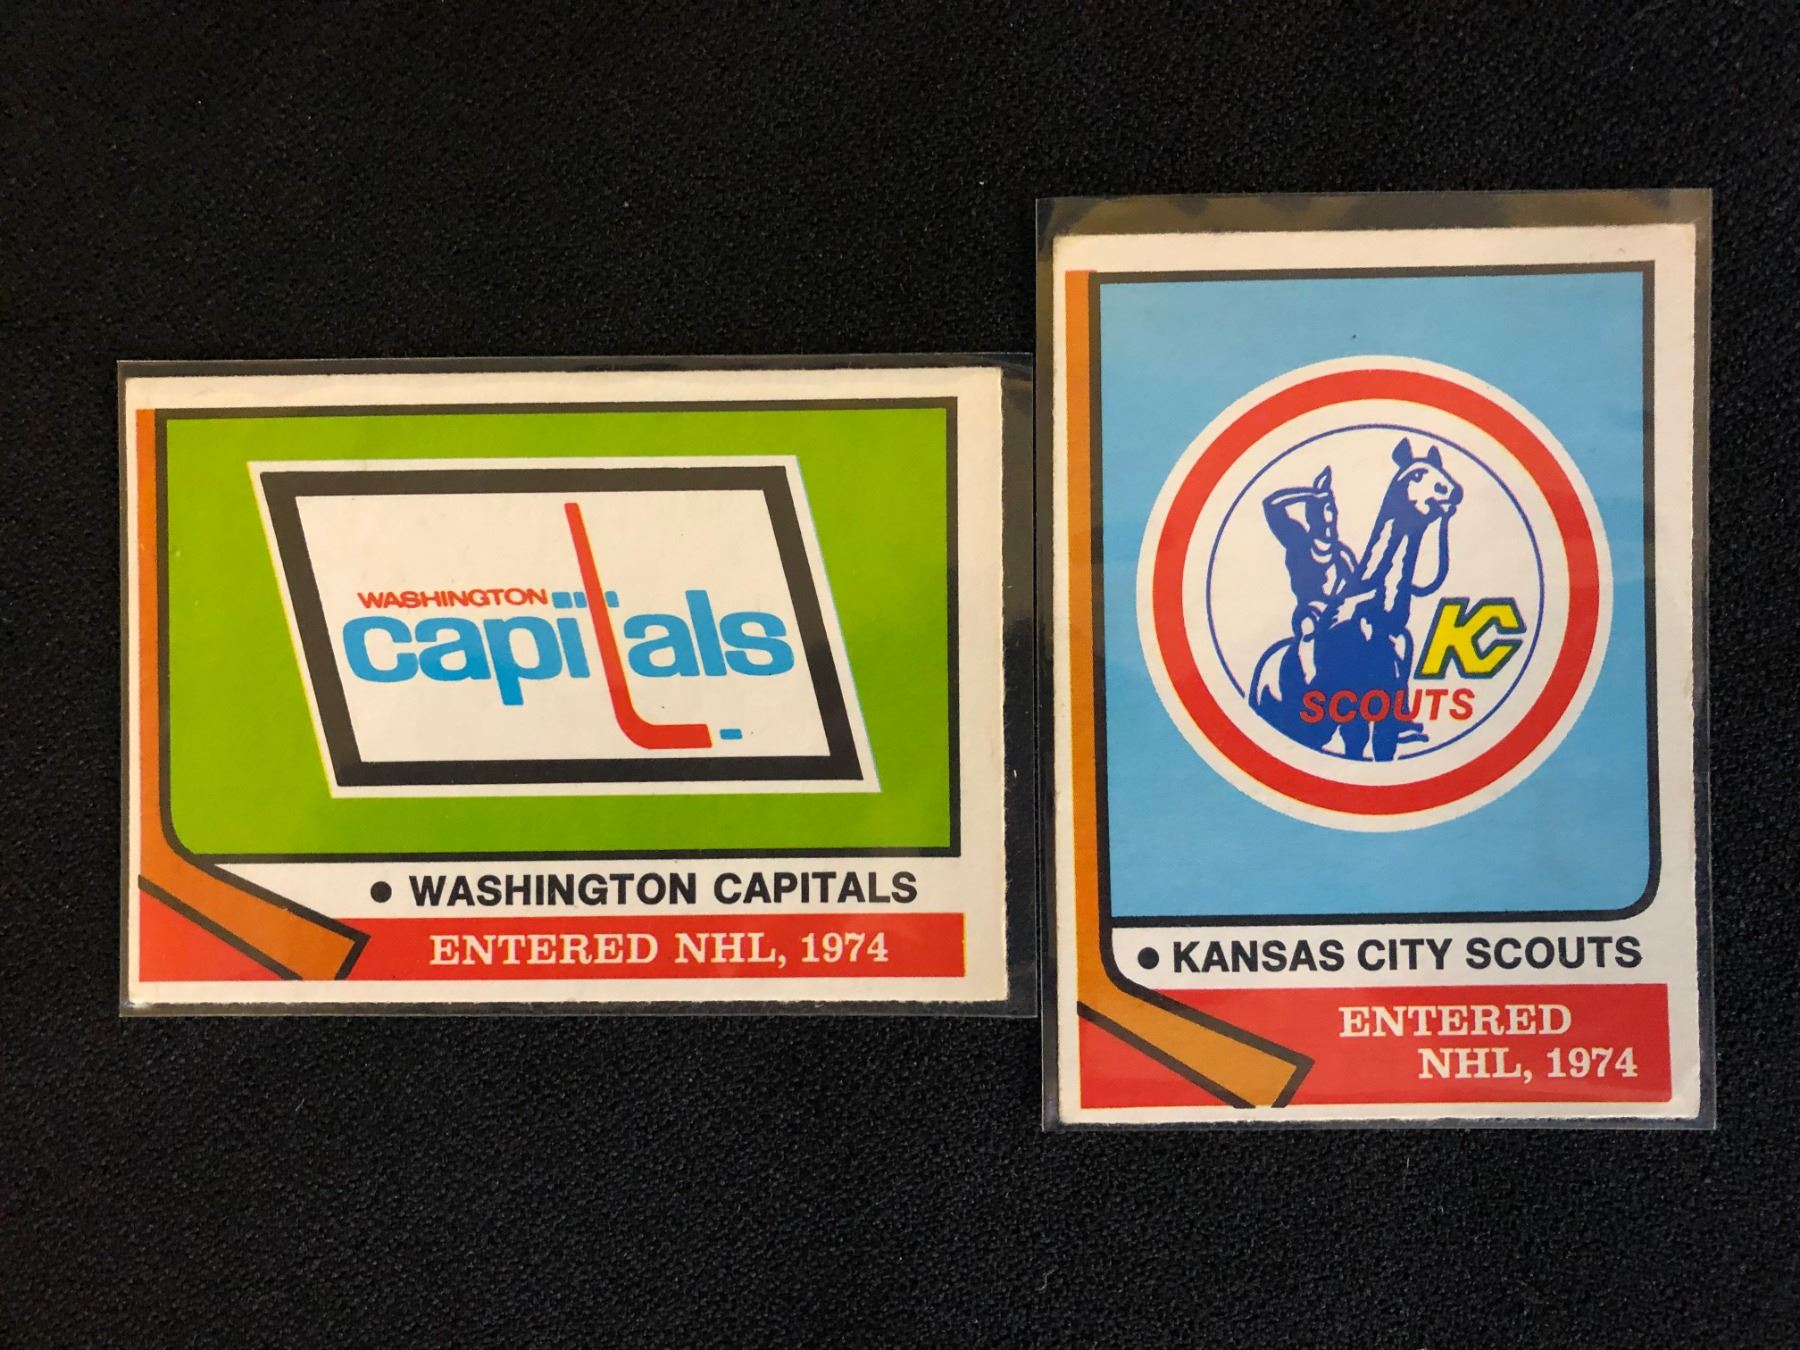 WASHINGTON
capitals
● WASHINGTON CAPITALS
ENTERED NHL, 1974
KC
SCOUTS
● KANSAS CITY SCOUTS
ENTERED
NHL, 1974